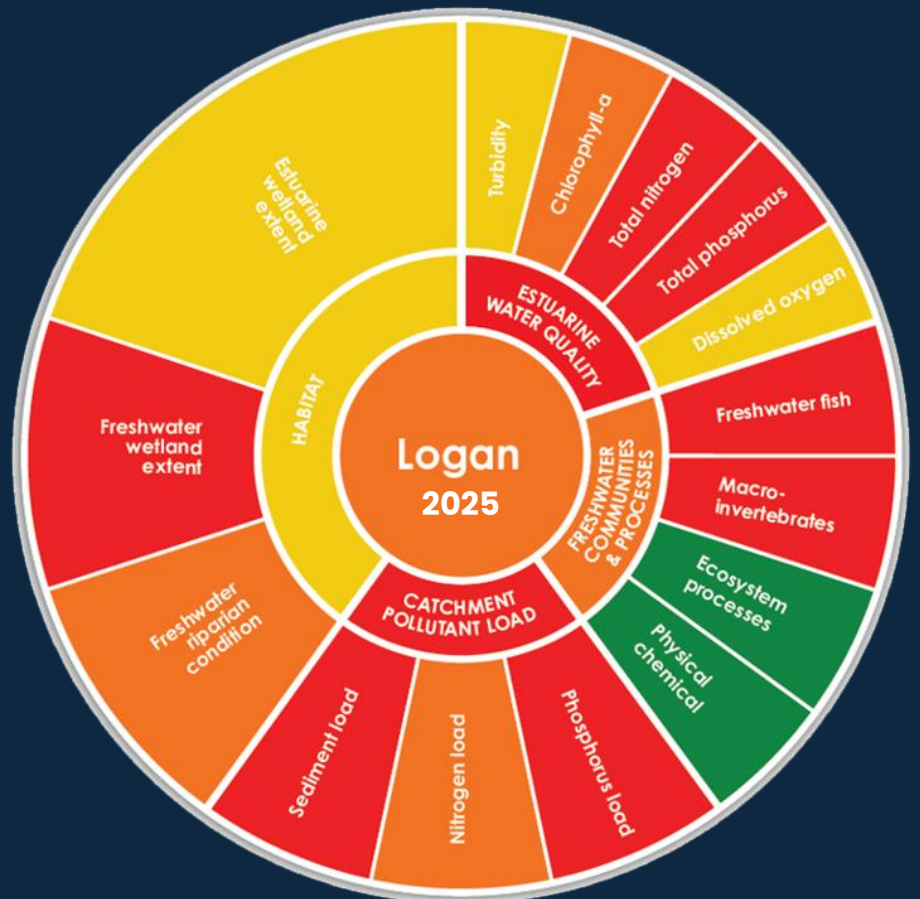 Logan
2025
ESTUARINE
WATER QUALITY
Turbidity
Chlorophyll-a
Total nitrogen
Total phosphorus
Dissolved oxygen
FRESHWATER
COMMUNITIES
& PROCESSES
Freshwater fish
Macro-
invertebrates
Ecosystem
processes
Physical
chemical
CATCHMENT
POLLUTANT LOAD
Phosphorus load
Nitrogen load
Sediment load
HABITAT
Freshwater
riparian
condition
Freshwater
wetland
extent
Estuarine
wetland
extent